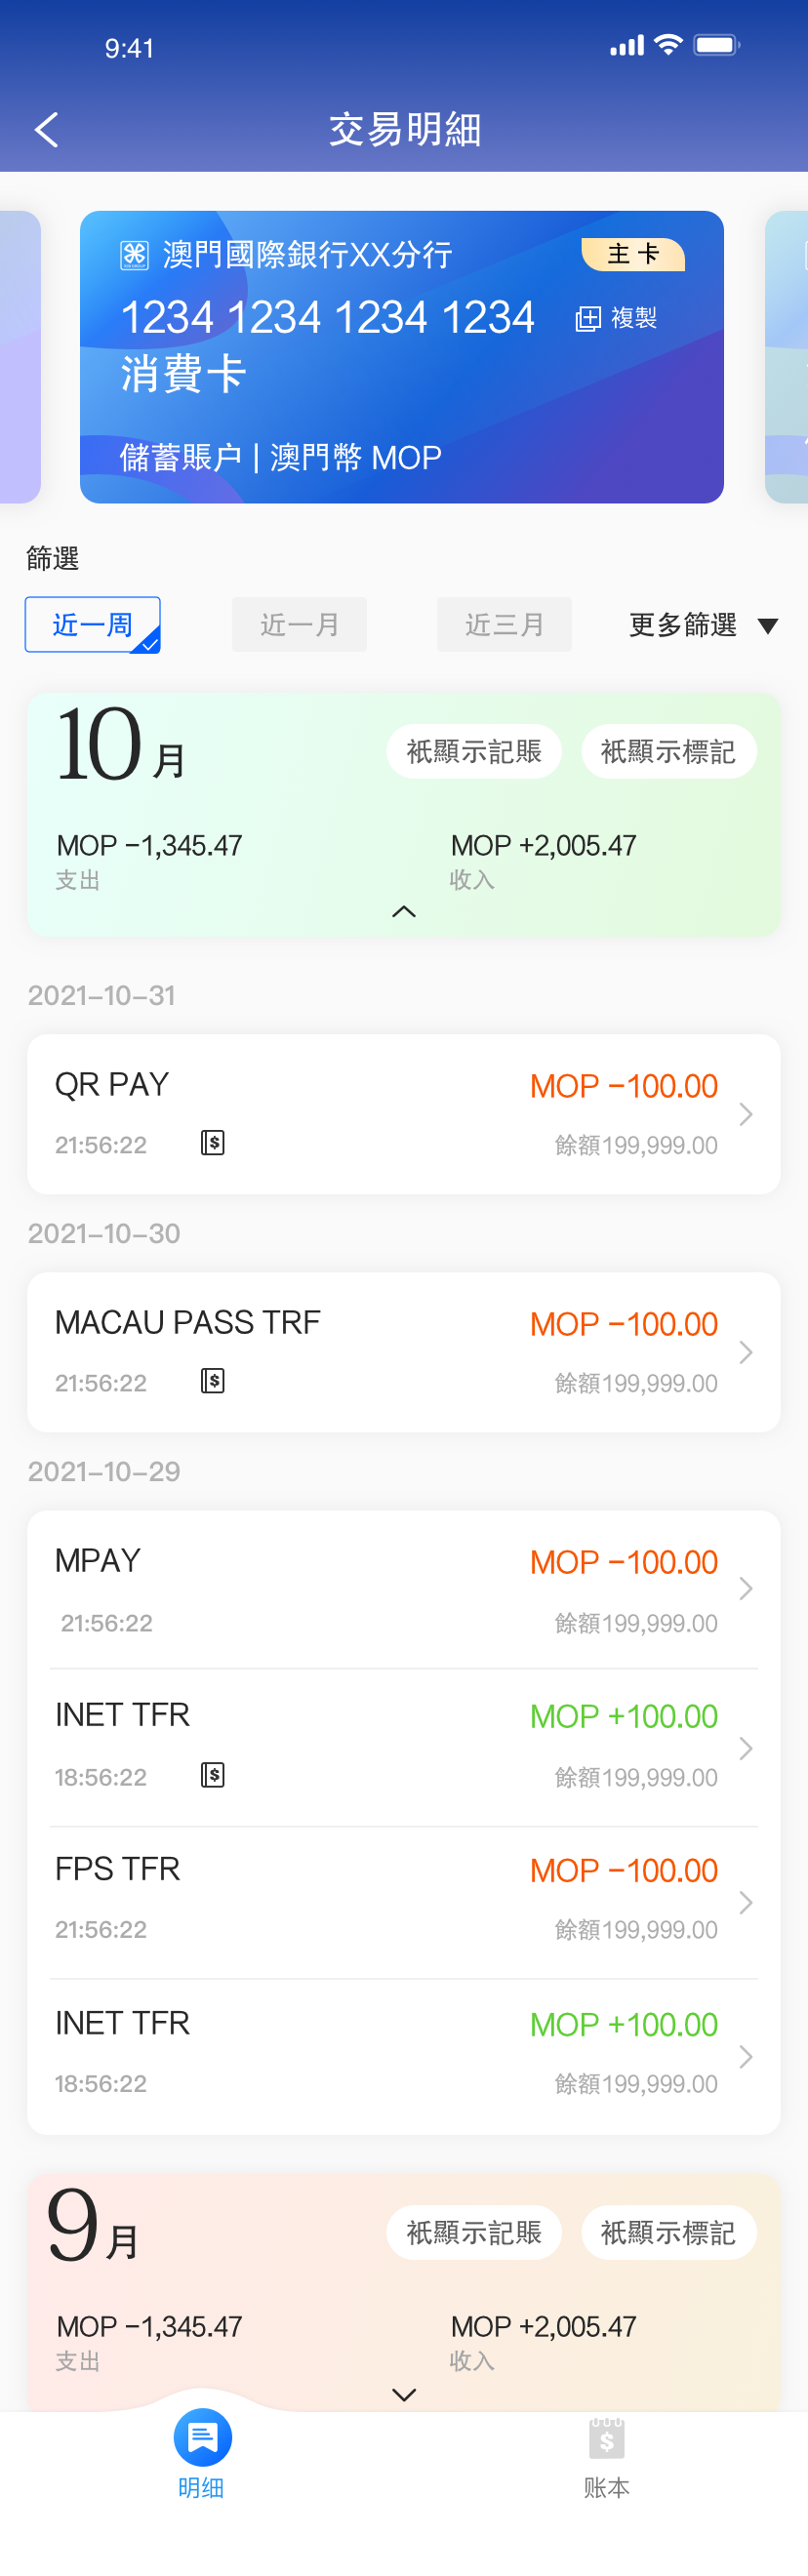 9:41
交易明細
澳門國際銀行XX分行
主卡
1234 1234 1234 1234
複製
消費卡
儲蓄賬户 | 澳門幣 MOP
篩選
近一周
近一月
近三月
更多篩選
10月
衹顯示記賬
衹顯示標記
MOP -1,345.47
MOP +2,005.47
支出
收入
2021-10-31
QR PAY
MOP -100.00
21:56:22
餘額199,999.00
2021-10-30
MACAU PASS TRF
MOP -100.00
21:56:22
餘額199,999.00
2021-10-29
MPAY
MOP -100.00
21:56:22
餘額199,999.00
INET TFR
MOP +100.00
18:56:22
餘額199,999.00
FPS TFR
MOP -100.00
21:56:22
餘額199,999.00
INET TFR
MOP +100.00
18:56:22
餘額199,999.00
9月
衹顯示記賬
衹顯示標記
MOP -1,345.47
MOP +2,005.47
支出
收入
明细
账本